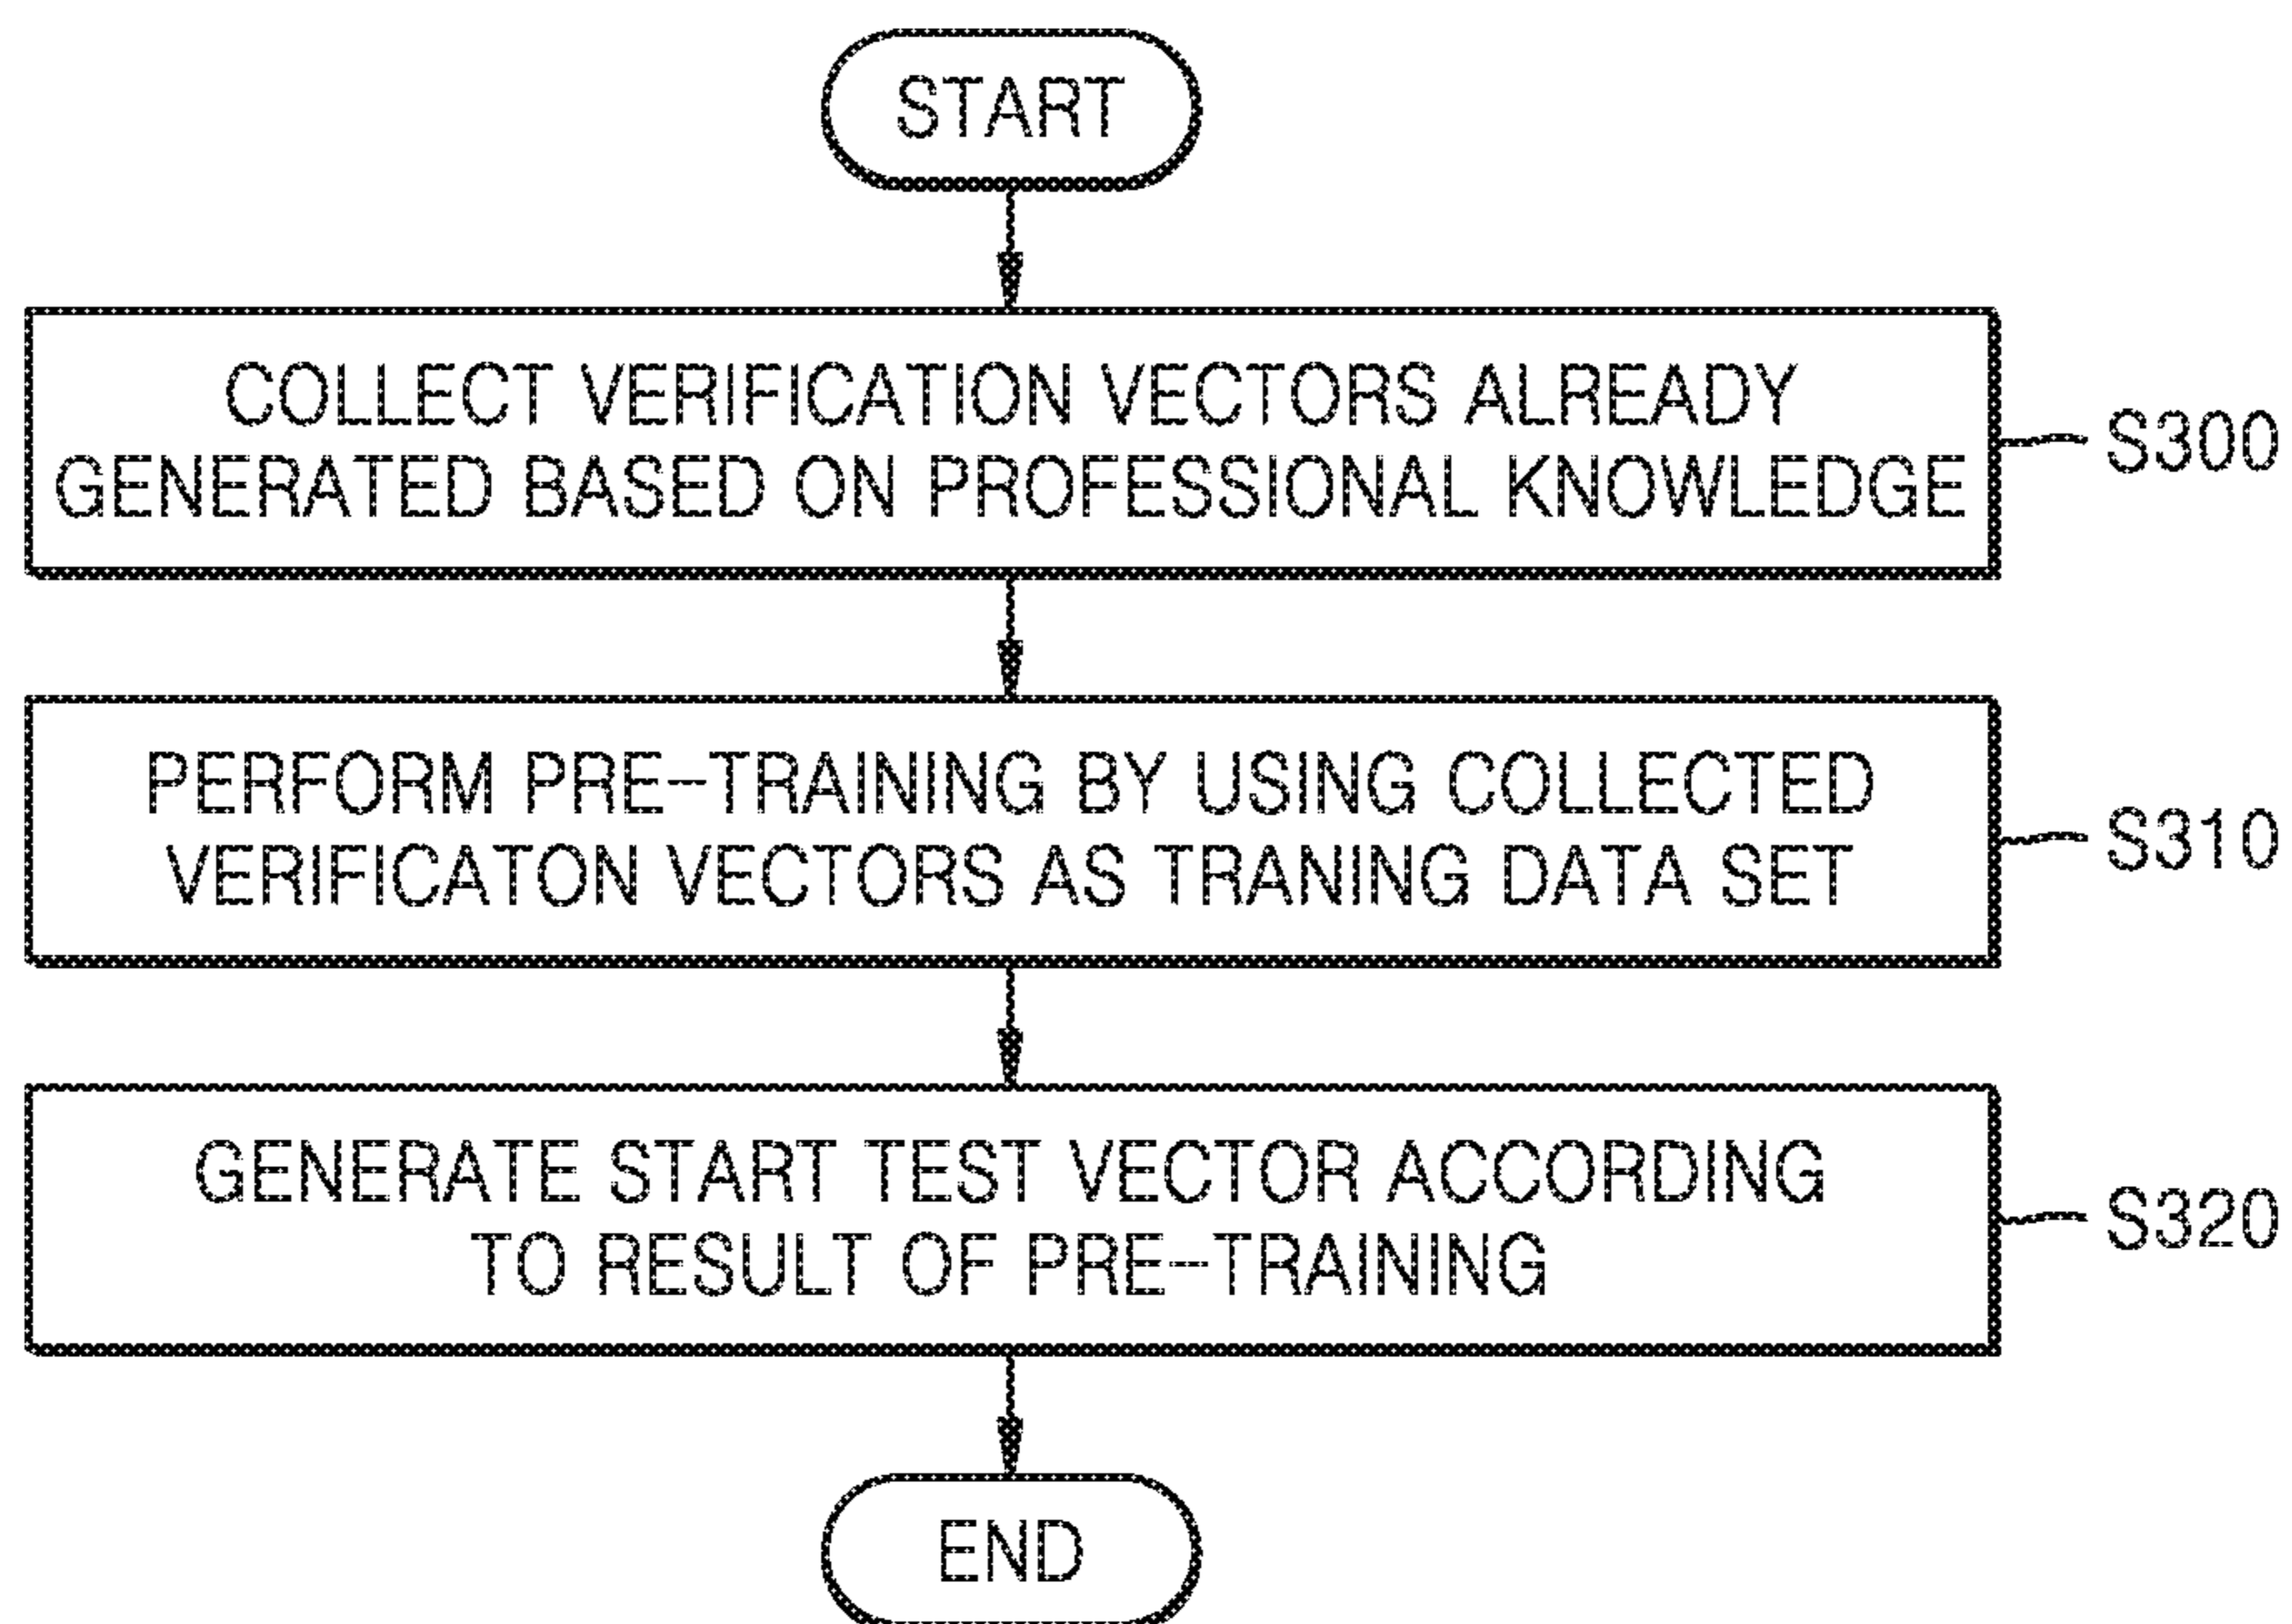 START
COLLECT VERIFICATION VECTORS ALREADY
GENERATED BASED ON PROFESSIONAL KNOWLEDGE
S300
PERFORM PRE-TRAINING BY USING COLLECTED
VERIFICATON VECTORS AS TRANING DATA SET
S310
GENERATE START TEST VECTOR ACCORDING
TO RESULT OF PRE-TRAINING
S320
END